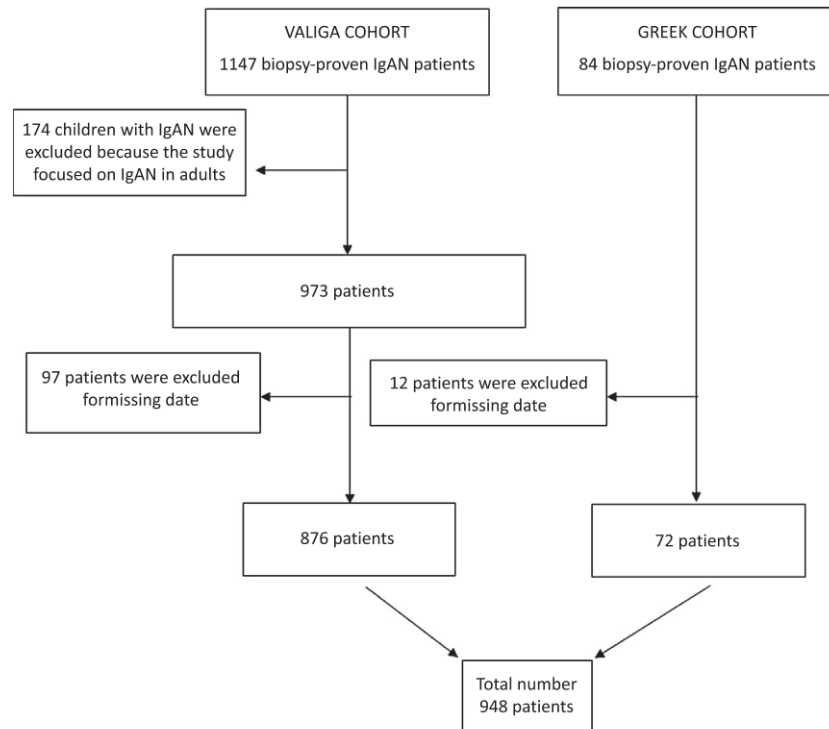 VALIGA COHORT
1147 biopsy-proven IgAN patients
GREEK COHORT
84 biopsy-proven IgAN patients
174 children with IgAN were
excluded because the study
focused on IgAN in adults
973 patients
97 patients were excluded
formissing date
12 patients were excluded
formissing date
876 patients
72 patients
Total number
948 patients